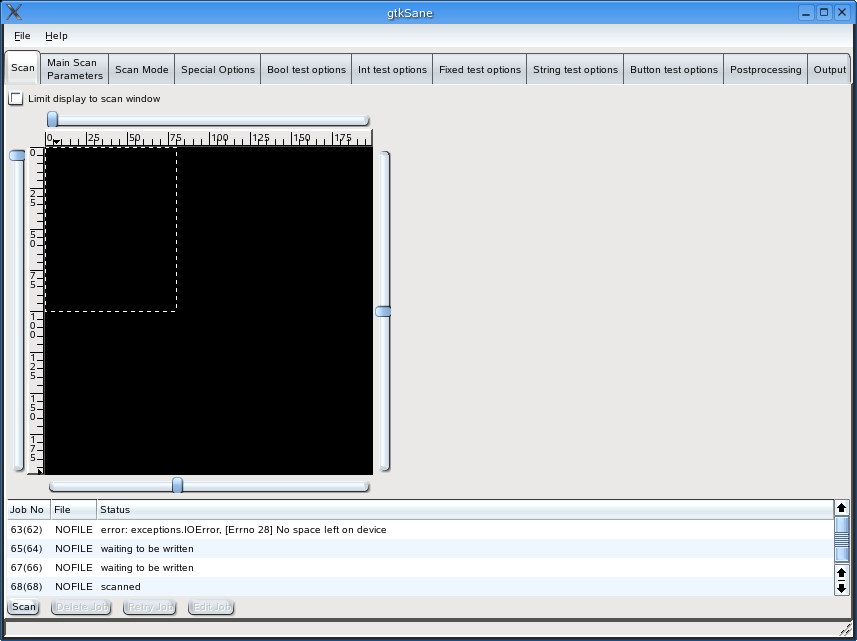 gtkSane
File Help
Scan Main Scan Parameters Scan Mode Special Options Bool test options Int test options Fixed test options String test options Button test options Postprocessing Output
Limit display to scan window
0 25 50 75 100 125 150 175
0
25
50
75
100
125
150
175
Job No File Status
63(62) NOFILE error: exceptions.IOError, [Errno 28] No space left on device
65(64) NOFILE waiting to be written
67(66) NOFILE waiting to be written
68(68) NOFILE scanned
Scan Delete Job Retry Job Edit Job